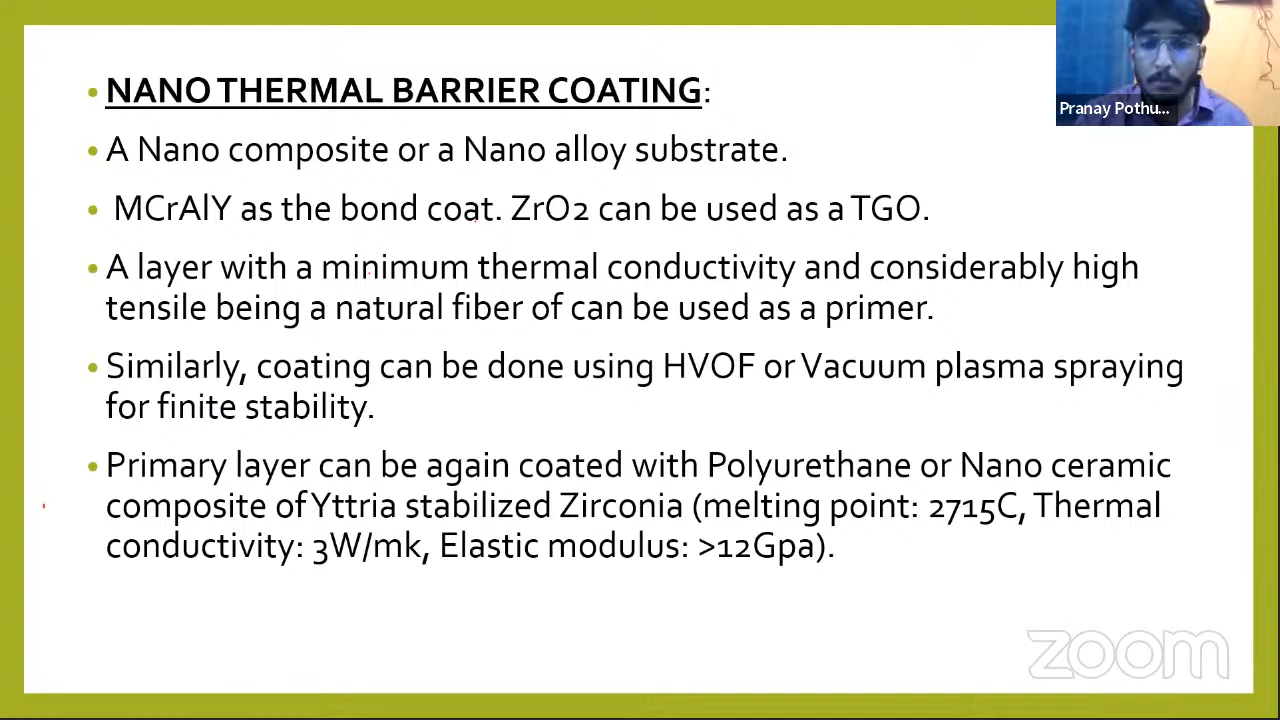 • NANO THERMAL BARRIER COATING:
• A Nano composite or a Nano alloy substrate.
• MCrAlY as the bond coat. ZrO2 can be used as a TGO.
• A layer with a minimum thermal conductivity and considerably high
tensile being a natural fiber of can be used as a primer.
• Similarly, coating can be done using HVOF or Vacuum plasma spraying
for finite stability.
• Primary layer can be again coated with Polyurethane or Nano ceramic
composite of Yttria stabilized Zirconia (melting point: 2715C, Thermal
conductivity: 3W/mk, Elastic modulus: >12Gpa).
Pranay Pothu...
zoom